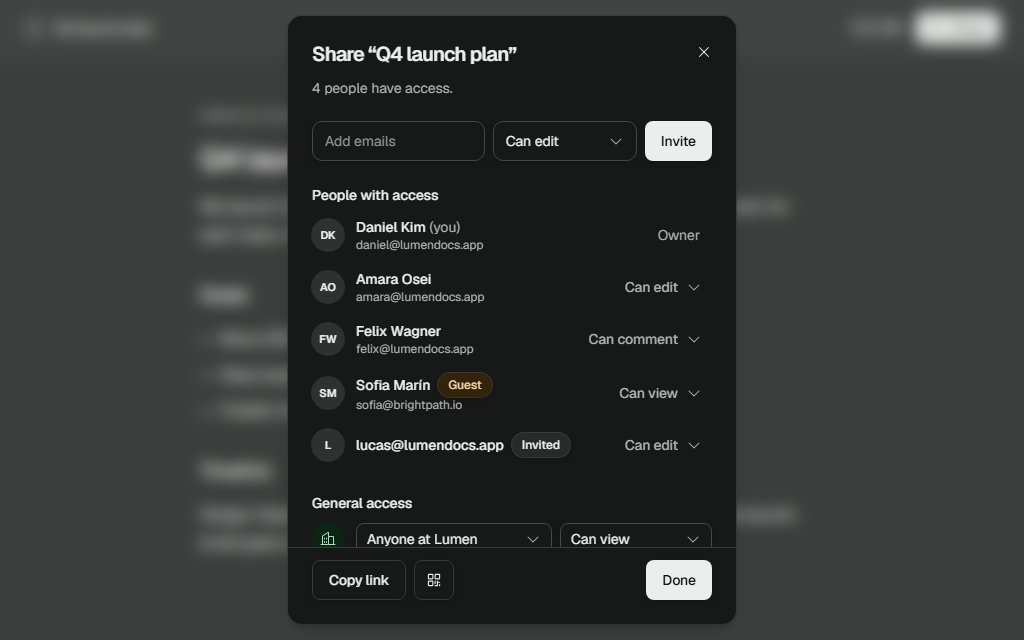 Share “Q4 launch plan”
4 people have access.
Add emails
Can edit
Invite
People with access
DK
Daniel Kim (you)
daniel@lumendocs.app
Owner
AO
Amara Osei
amara@lumendocs.app
Can edit
FW
Felix Wagner
felix@lumendocs.app
Can comment
SM
Sofia Marín
Guest
sofia@brightpath.io
Can view
L
lucas@lumendocs.app
Invited
Can edit
General access
Anyone at Lumen
Can view
Copy link
Done